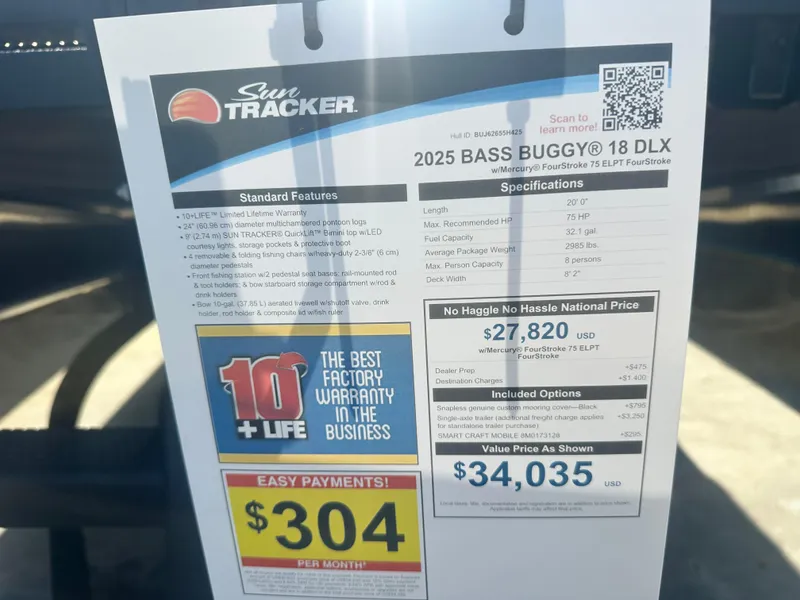 Sun
TRACKER®
Scan to
learn more!
Hull ID: BUJ62655H425
2025 BASS BUGGY® 18 DLX
w/Mercury® FourStroke 75 ELPT FourStroke
Standard Features
• 10+LIFE™ Limited Lifetime Warranty
• 24" (60.96 cm) diameter multichambered pontoon logs
• 9' (2.74 m) SUN TRACKER® QuickLift™ Bimini top w/LED
courtesy lights, storage pockets & protective boot
• 4 removable & folding fishing chairs w/heavy-duty 2-3/8" (6 cm)
diameter pedestals
• Front fishing station w/2 pedestal seat bases; rail-mounted rod
& tool holders; & bow starboard storage compartment w/rod &
drink holders
• Bow 10-gal. (37.85 L) aerated livewell w/shutoff valve, drink
holder, rod holder & composite lid w/fish ruler
Specifications
Length 20' 0"
Max. Recommended HP 75 HP
Fuel Capacity 32.1 gal.
Average Package Weight 2985 lbs.
Max. Person Capacity 8 persons
Deck Width 8' 2"
10+
+ LIFE
THE BEST
FACTORY
WARRANTY
IN THE
BUSINESS
No Haggle No Hassle National Price
$27,820 USD
w/Mercury® FourStroke 75 ELPT
FourStroke
Dealer Prep +$475
Destination Charges +$1,400
Included Options
Snapless genuine custom mooring cover—Black +$795
Single-axle trailer (additional freight charge applies +$3,250
for standalone trailer purchase)
SMART CRAFT MOBILE 8M0173128 +$295
Value Price As Shown
$34,035 USD
EASY PAYMENTS!
$304
PER MONTH*